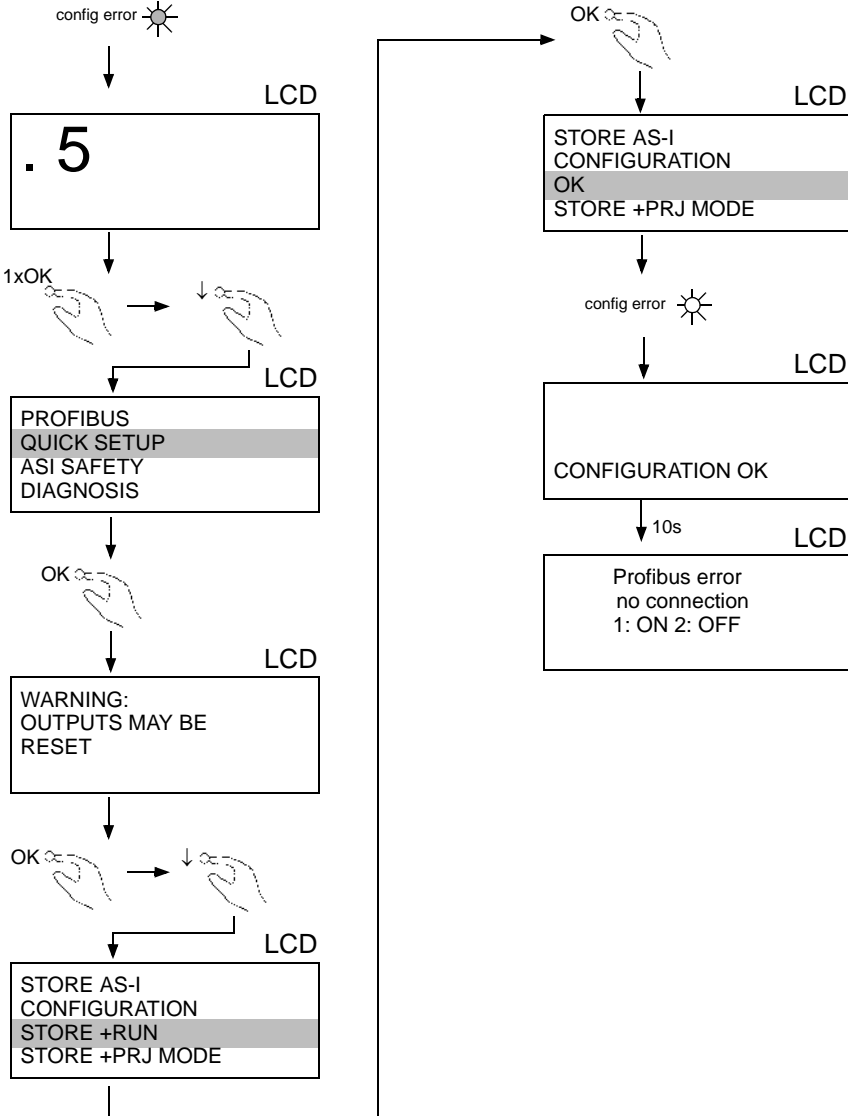 config error
LCD
. 5
1xOK
↓
LCD
PROFIBUS
QUICK SETUP
ASI SAFETY
DIAGNOSIS
OK
LCD
WARNING:
OUTPUTS MAY BE
RESET
OK
↓
LCD
STORE AS-I
CONFIGURATION
STORE +RUN
STORE +PRJ MODE
OK
LCD
STORE AS-I
CONFIGURATION
OK
STORE +PRJ MODE
config error
LCD
CONFIGURATION OK
10s
LCD
Profibus error
no connection
1: ON 2: OFF